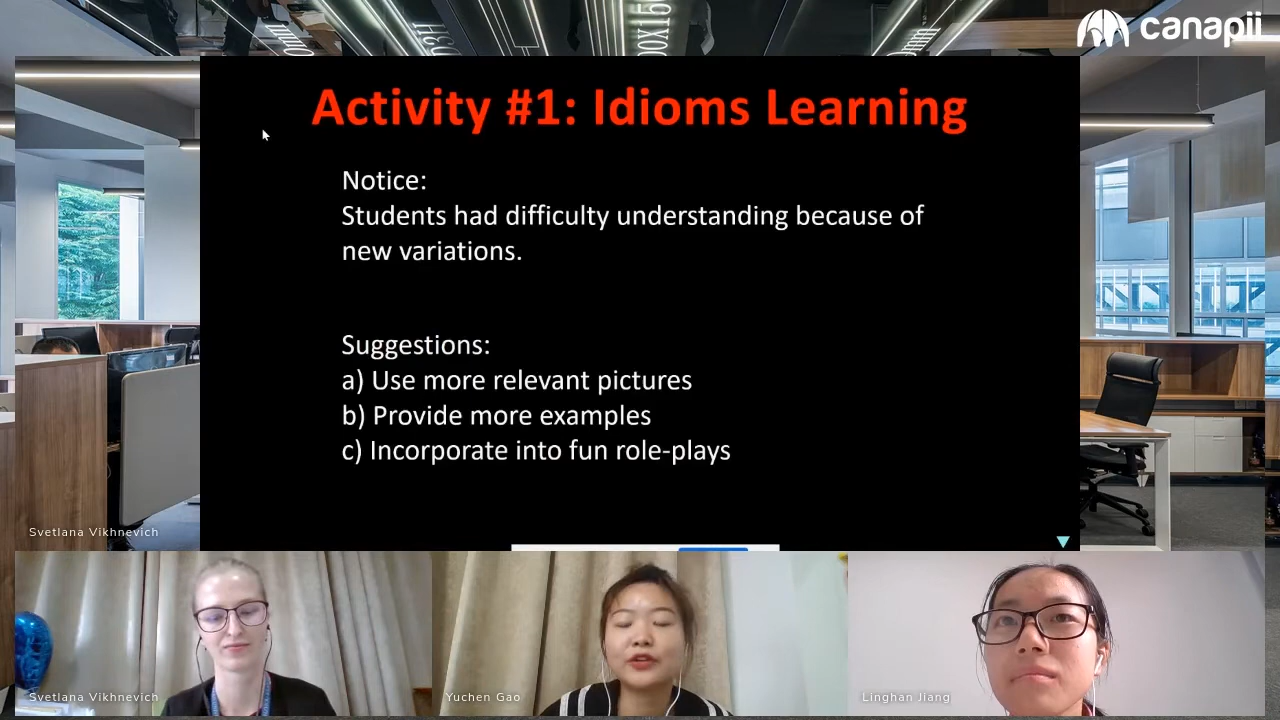 canapii
Activity #1: Idioms Learning
Notice:
Students had difficulty understanding because of
new variations.
Suggestions:
a) Use more relevant pictures
b) Provide more examples
c) Incorporate into fun role-plays
Svetlana Vikhnevich
Svetlana Vikhnevich
Yuchen Gao
Linghan Jiang